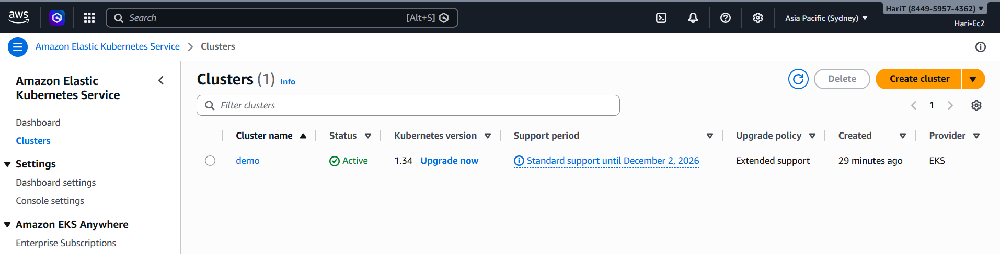 aws
Search
[Alt+S]
Asia Pacific (Sydney)
HariT (8449-5957-4362)
Hari-Ec2
Amazon Elastic Kubernetes Service
Clusters
Amazon Elastic
Kubernetes Service
Dashboard
Clusters
Settings
Dashboard settings
Console settings
Amazon EKS Anywhere
Enterprise Subscriptions
Clusters (1) Info
Delete
Create cluster
Filter clusters
1
Cluster name Status Kubernetes version Support period Upgrade policy Created Provider
demo Active 1.34 Upgrade now Standard support until December 2, 2026 Extended support 29 minutes ago EKS